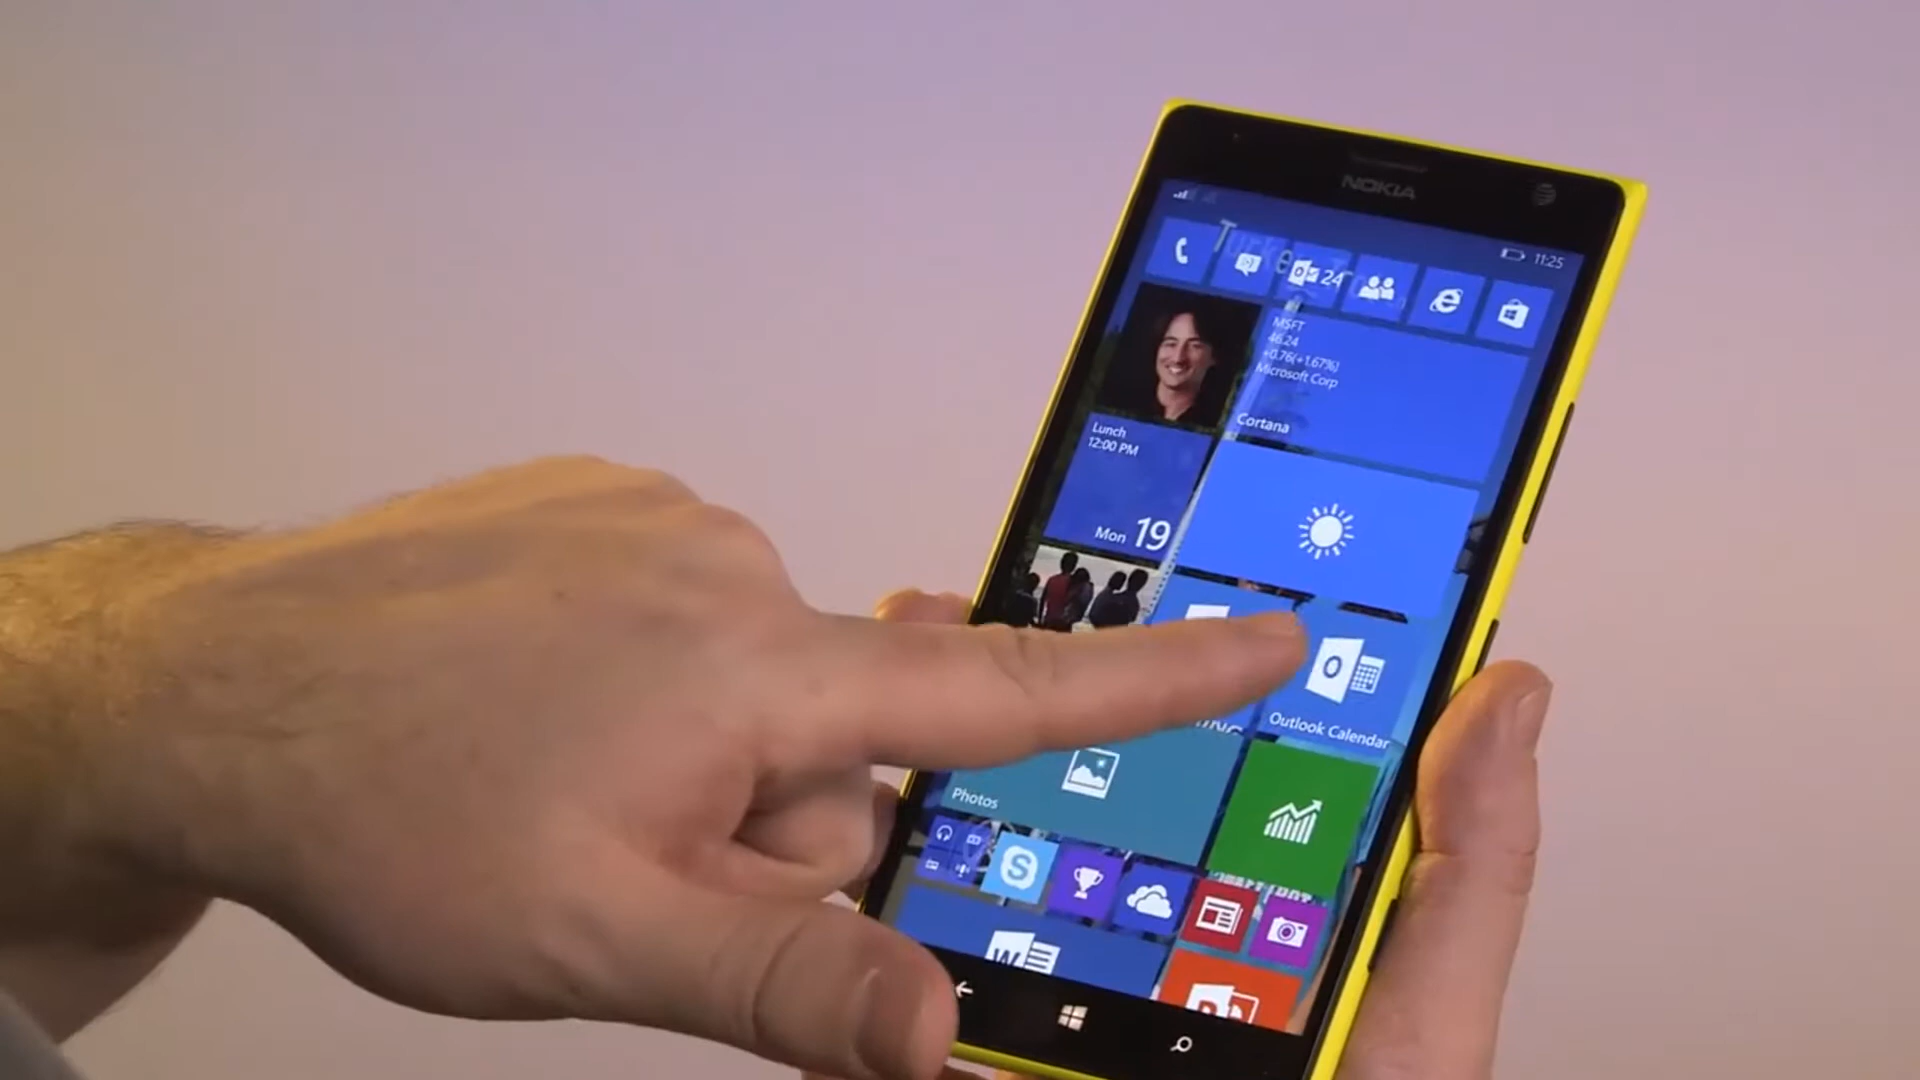 NOKIA
11:25
24
MSFT
46.24
+0.76(+1.67%)
Microsoft Corp
Cortana
Lunch
12:00 PM
Mon 19
Outlook Calendar
Photos